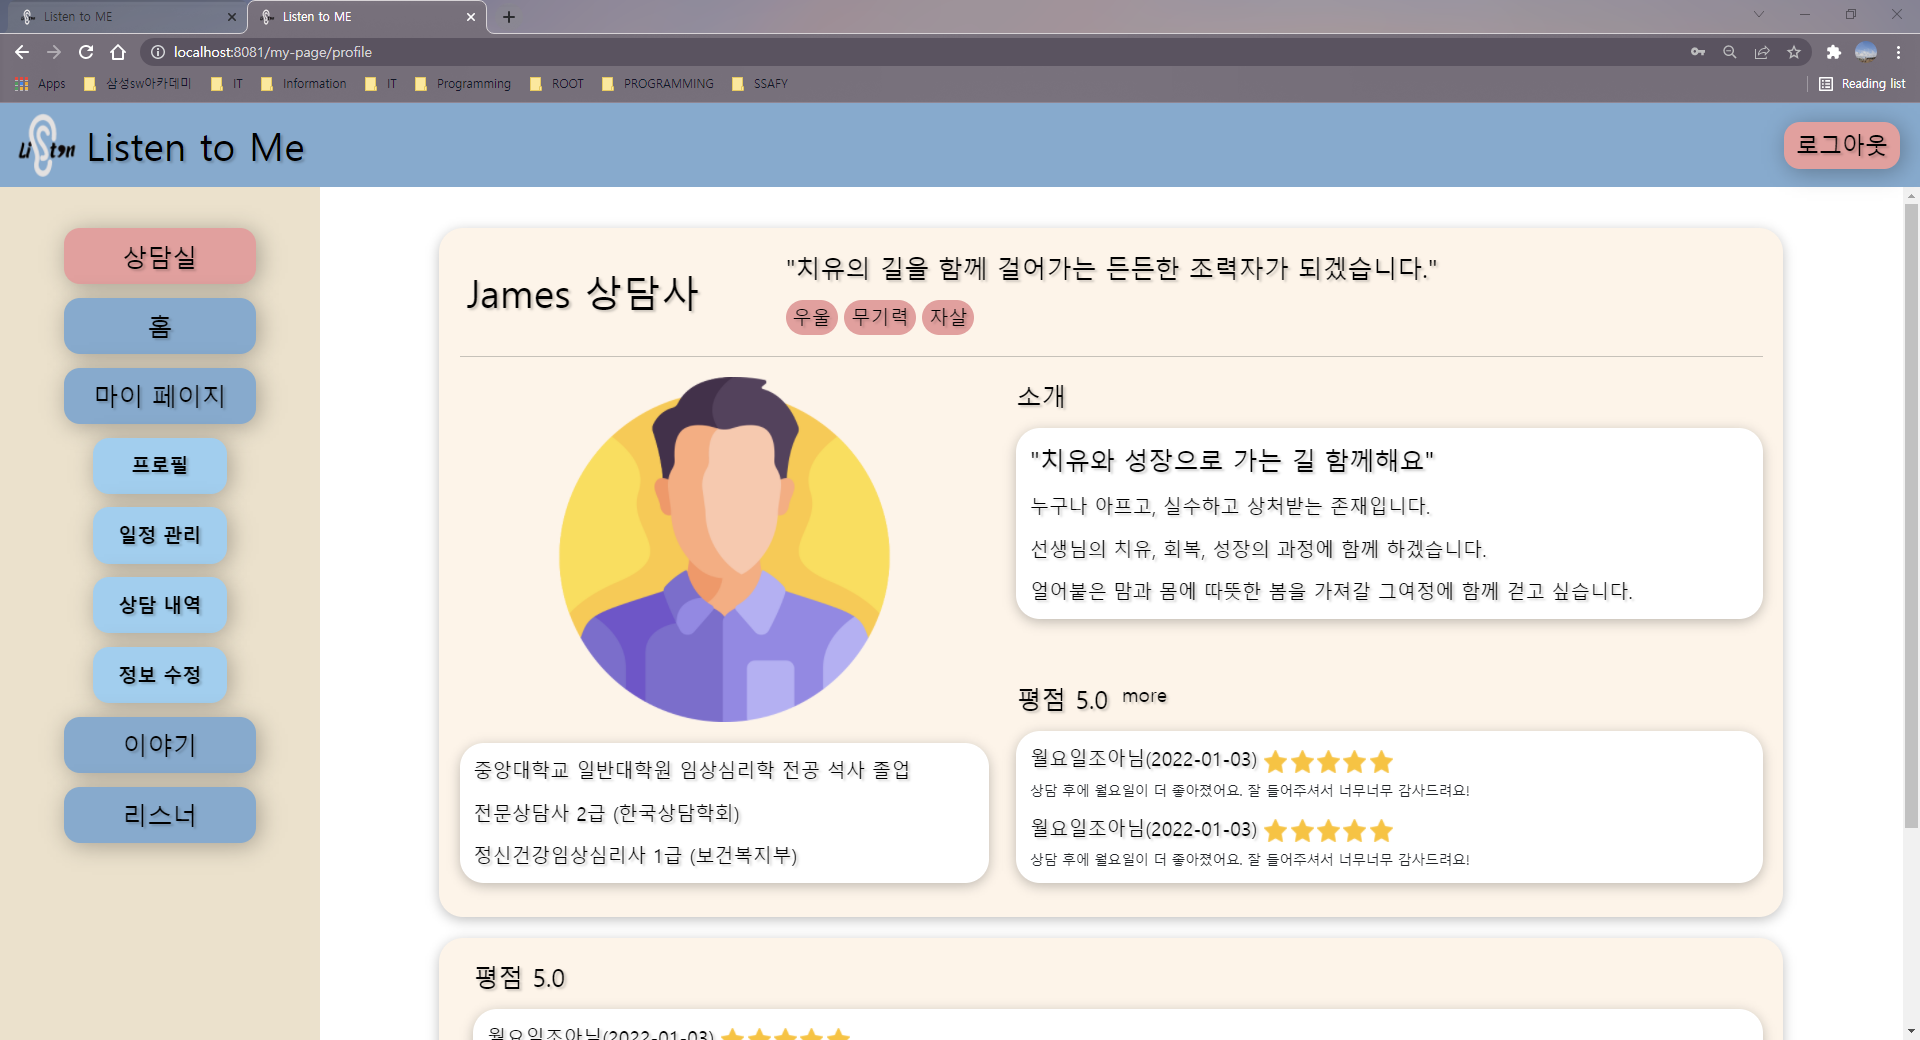 Listen to ME
Listen to ME
localhost:8081/my-page/profile
Apps 삼성sw아카데미 IT Information IT Programming ROOT PROGRAMMING SSAFY Reading list
Listen Listen to Me
로그아웃
상담실
홈
마이 페이지
프로필
일정 관리
상담 내역
정보 수정
이야기
리스너
James 상담사
"치유의 길을 함께 걸어가는 든든한 조력자가 되겠습니다."
우울 무기력 자살
중앙대학교 일반대학원 임상심리학 전공 석사 졸업
전문상담사 2급 (한국상담학회)
정신건강임상심리사 1급 (보건복지부)
소개
"치유와 성장으로 가는 길 함께해요"
누구나 아프고, 실수하고 상처받는 존재입니다.
선생님의 치유, 회복, 성장의 과정에 함께 하겠습니다.
얼어붙은 맘과 몸에 따뜻한 봄을 가져갈 그여정에 함께 걷고 싶습니다.
평점 5.0 more
월요일조아님(2022-01-03)
상담 후에 월요일이 더 좋아졌어요. 잘 들어주셔서 너무너무 감사드려요!
월요일조아님(2022-01-03)
상담 후에 월요일이 더 좋아졌어요. 잘 들어주셔서 너무너무 감사드려요!
평점 5.0
월요일조아님(2022-01-03)